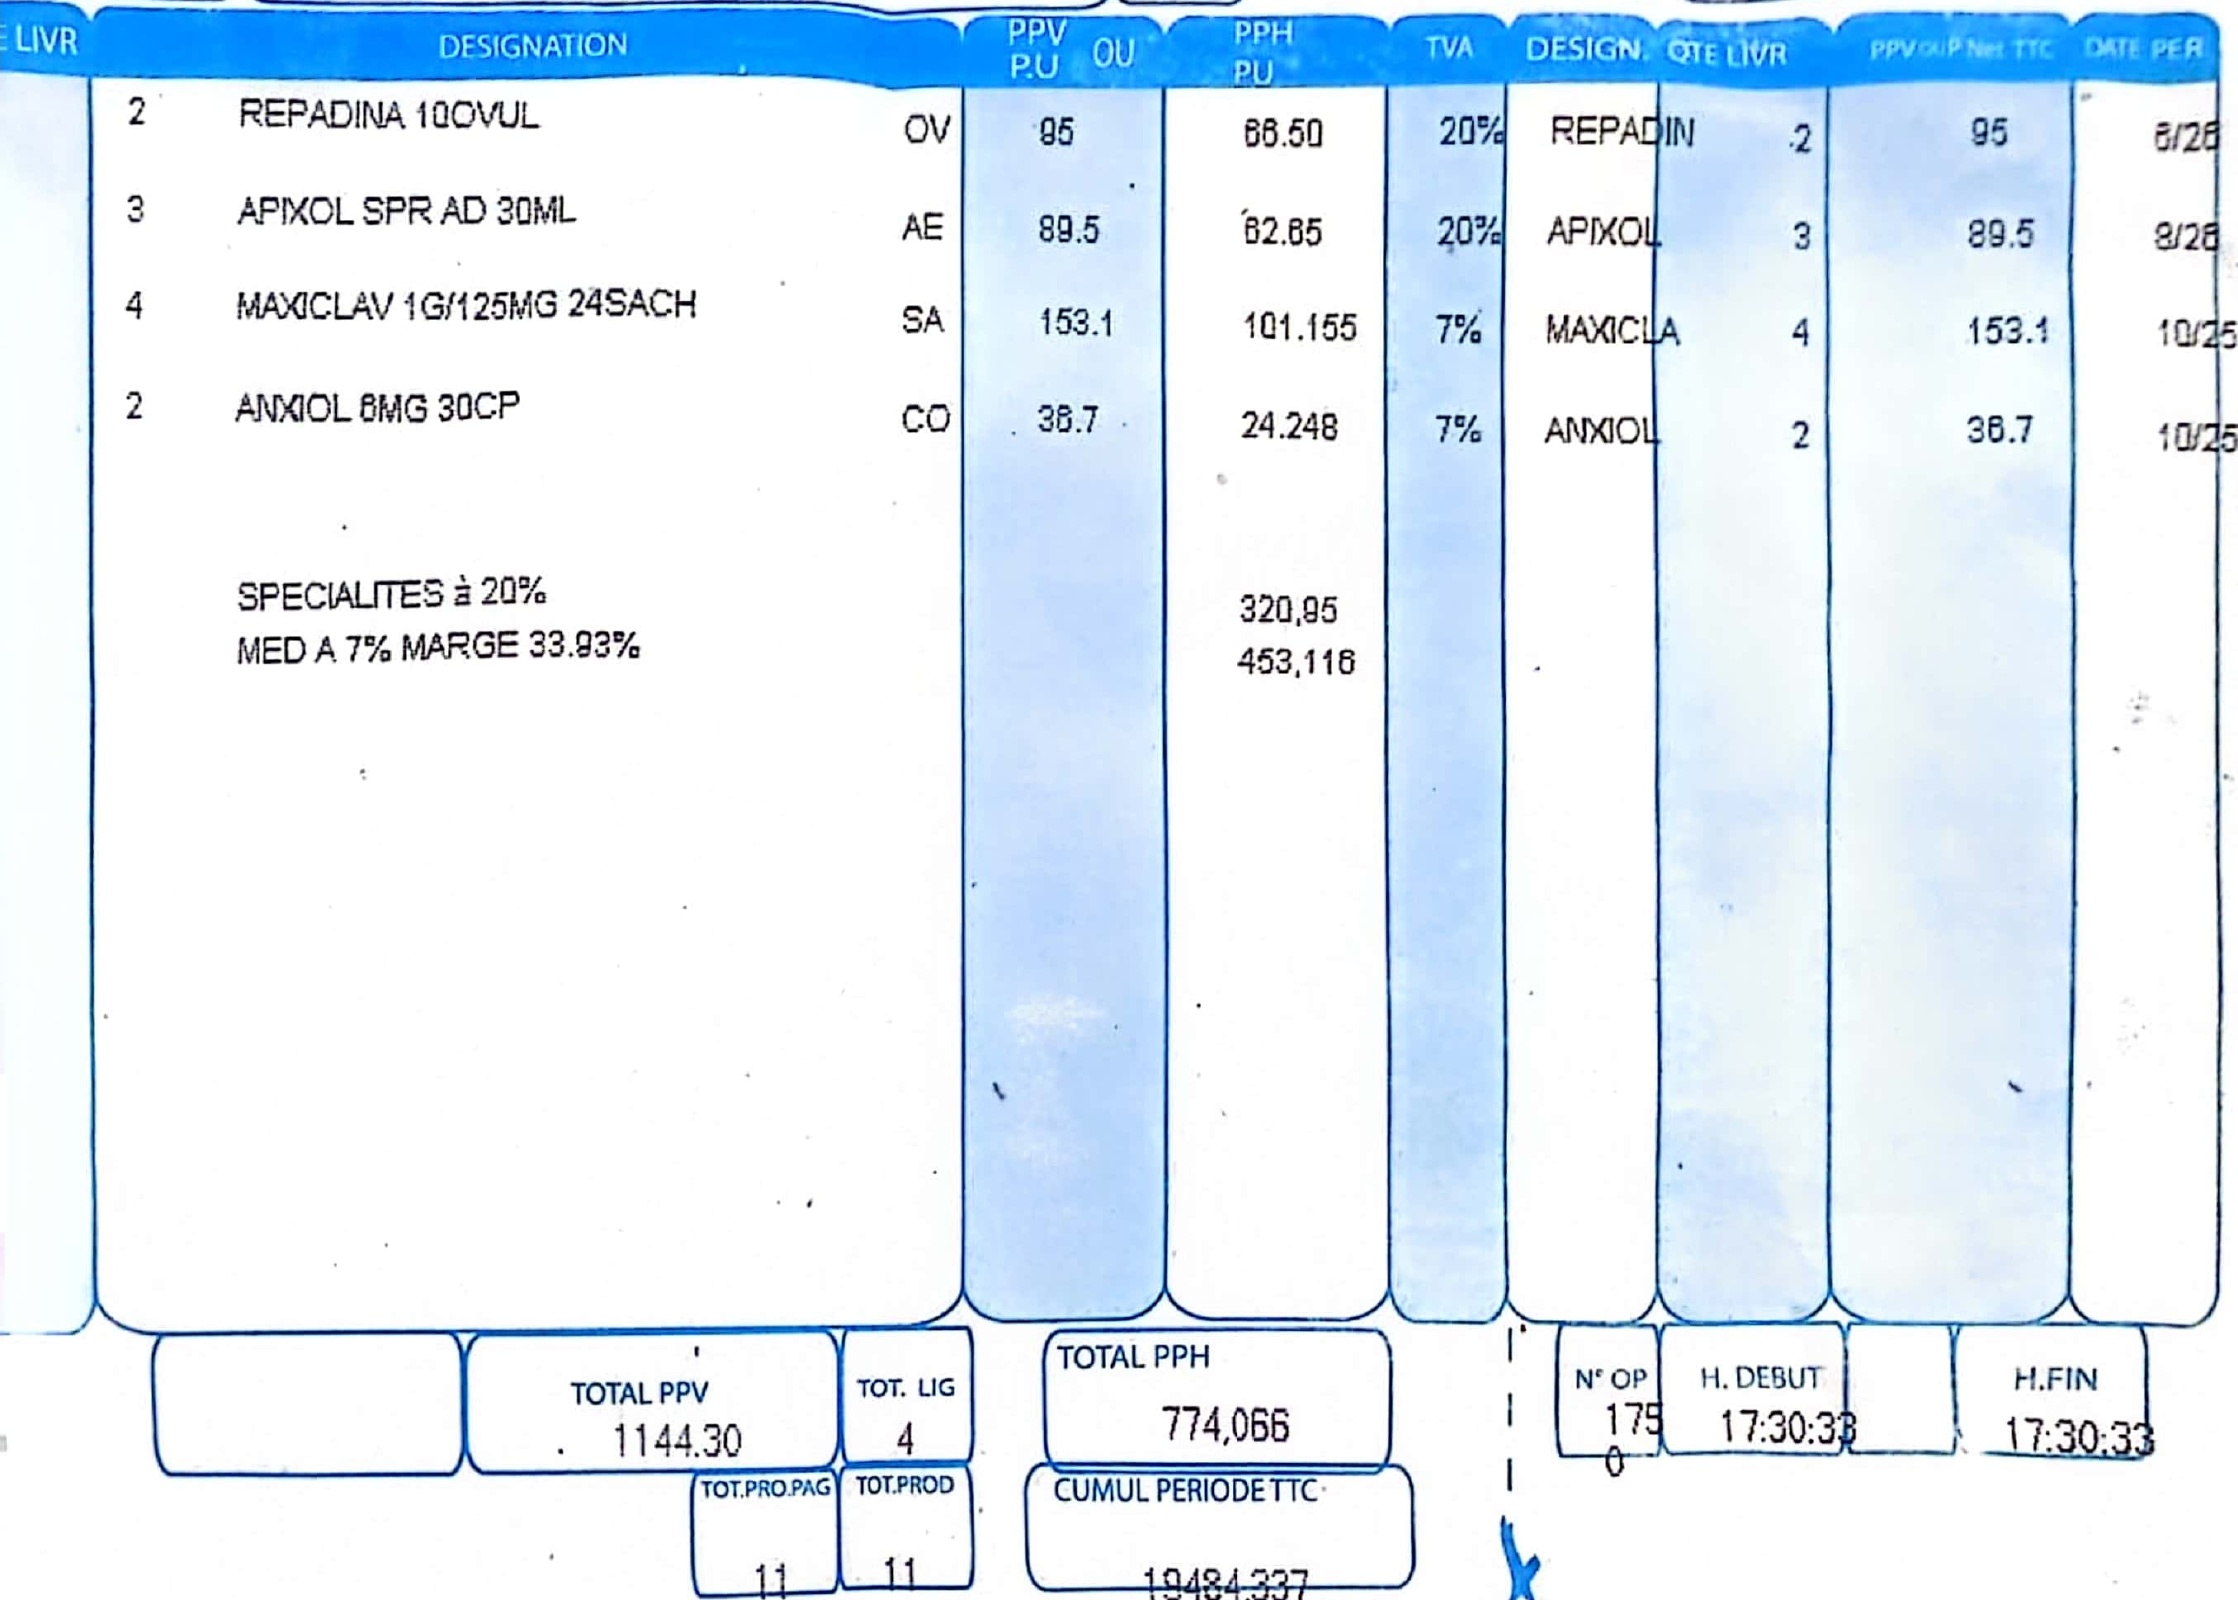 E LIVR DESIGNATION PPV OU P.U PPH PU TVA DESIGN. QTE LIVR PPV ou P Net TTC DATE PER
2 REPADINA 10OVUL OV 95 66.50 20% REPADIN 2 95 6/26
3 APIXOL SPR AD 30ML AE 89.5 62.65 20% APIXOL 3 89.5 8/26
4 MAXICLAV 1G/125MG 24SACH SA 153.1 101.155 7% MAXICLA 4 153.1 10/25
2 ANXIOL 6MG 30CP CO 36.7 24.248 7% ANXIOL 2 36.7 10/25
SPECIALITES à 20% 320,95
MED A 7% MARGE 33.93% 453,116
TOTAL PPV TOT. LIG TOTAL PPH N° OP H. DEBUT H.FIN
1144.30 4 774,066 1750 17:30:33 17:30:33
TOT.PRO.PAG TOT.PROD CUMUL PERIODE TTC
11 11 19484.337